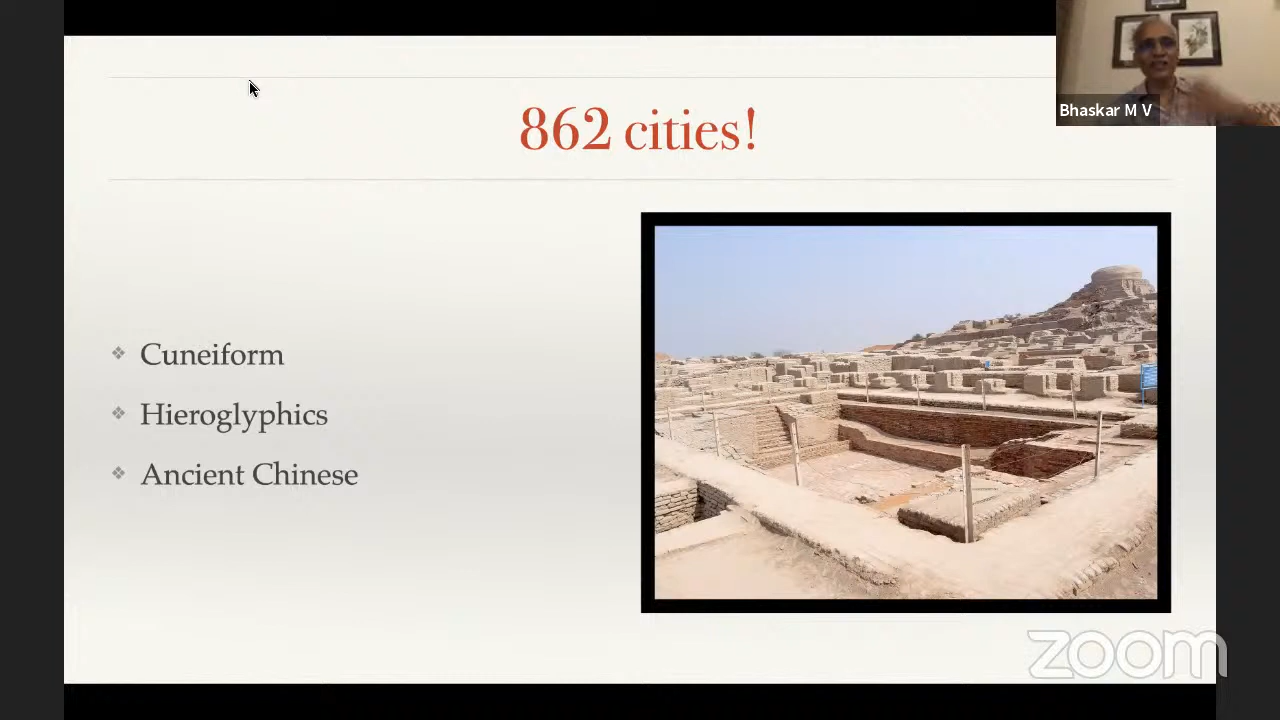 Bhaskar M V
862 cities!
Cuneiform
Hieroglyphics
Ancient Chinese
zoom